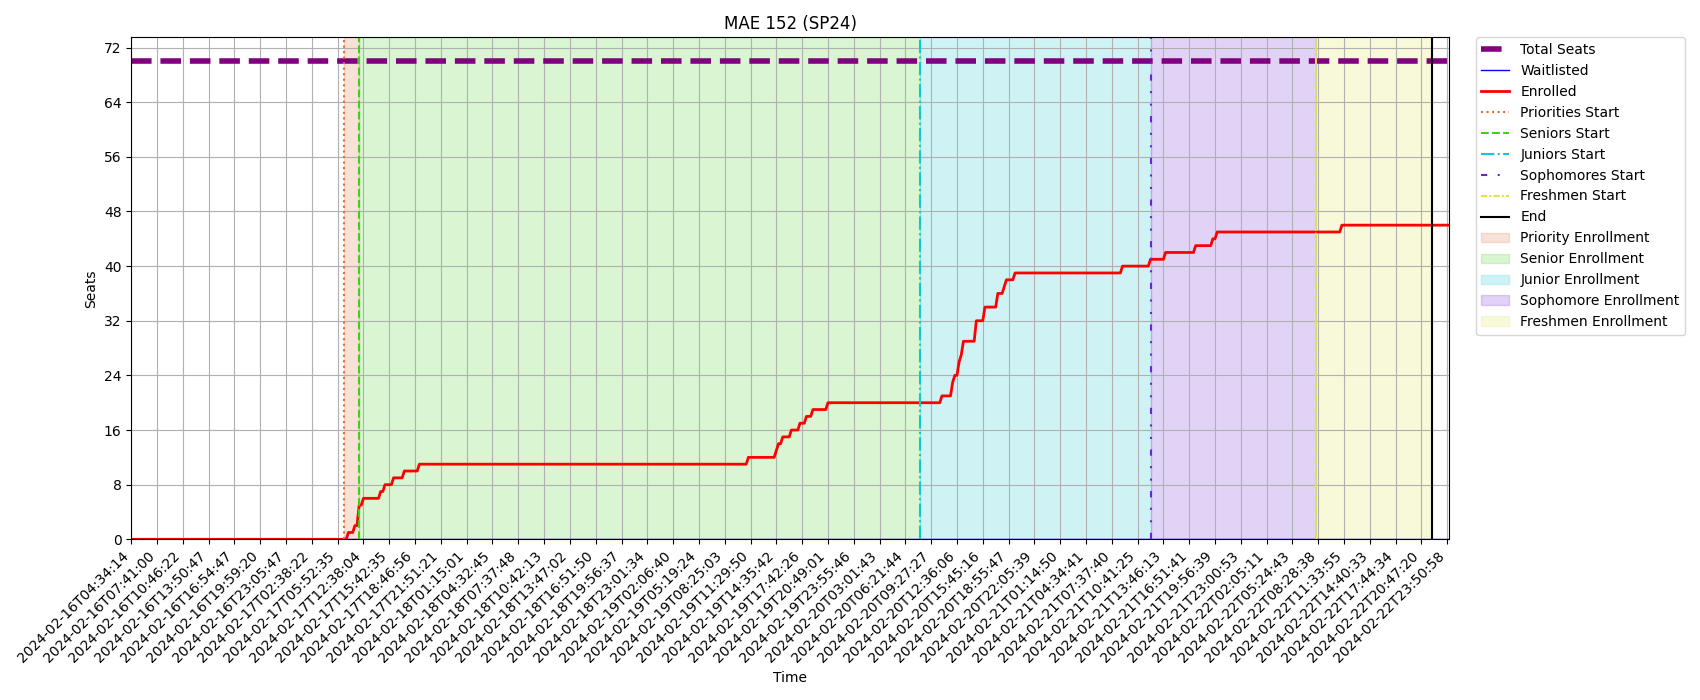 MAE 152 (SP24)
72
64
56
48
40
32
24
16
8
0
Seats
2024-02-16T04:34:14
2024-02-16T07:41:00
2024-02-16T10:46:22
2024-02-16T13:50:47
2024-02-16T16:54:47
2024-02-16T19:59:20
2024-02-16T23:05:47
2024-02-17T02:38:22
2024-02-17T05:52:35
2024-02-17T12:38:04
2024-02-17T15:42:35
2024-02-17T18:46:56
2024-02-17T21:51:21
2024-02-18T01:15:01
2024-02-18T04:32:45
2024-02-18T07:37:48
2024-02-18T10:42:13
2024-02-18T13:47:02
2024-02-18T16:51:50
2024-02-18T19:56:37
2024-02-18T23:01:34
2024-02-19T02:06:40
2024-02-19T05:19:24
2024-02-19T08:25:03
2024-02-19T11:29:50
2024-02-19T14:35:42
2024-02-19T17:42:26
2024-02-19T20:49:01
2024-02-19T23:55:46
2024-02-20T03:01:43
2024-02-20T06:21:44
2024-02-20T09:27:27
2024-02-20T12:36:06
2024-02-20T15:45:16
2024-02-20T18:55:47
2024-02-20T22:05:39
2024-02-21T01:14:50
2024-02-21T04:34:41
2024-02-21T07:37:40
2024-02-21T10:41:25
2024-02-21T13:46:13
2024-02-21T16:51:41
2024-02-21T19:56:39
2024-02-21T23:00:53
2024-02-22T02:05:11
2024-02-22T05:24:43
2024-02-22T08:28:38
2024-02-22T11:33:55
2024-02-22T14:40:33
2024-02-22T17:44:34
2024-02-22T20:47:20
2024-02-22T23:50:58
Time
Total Seats
Waitlisted
Enrolled
Priorities Start
Seniors Start
Juniors Start
Sophomores Start
Freshmen Start
End
Priority Enrollment
Senior Enrollment
Junior Enrollment
Sophomore Enrollment
Freshmen Enrollment